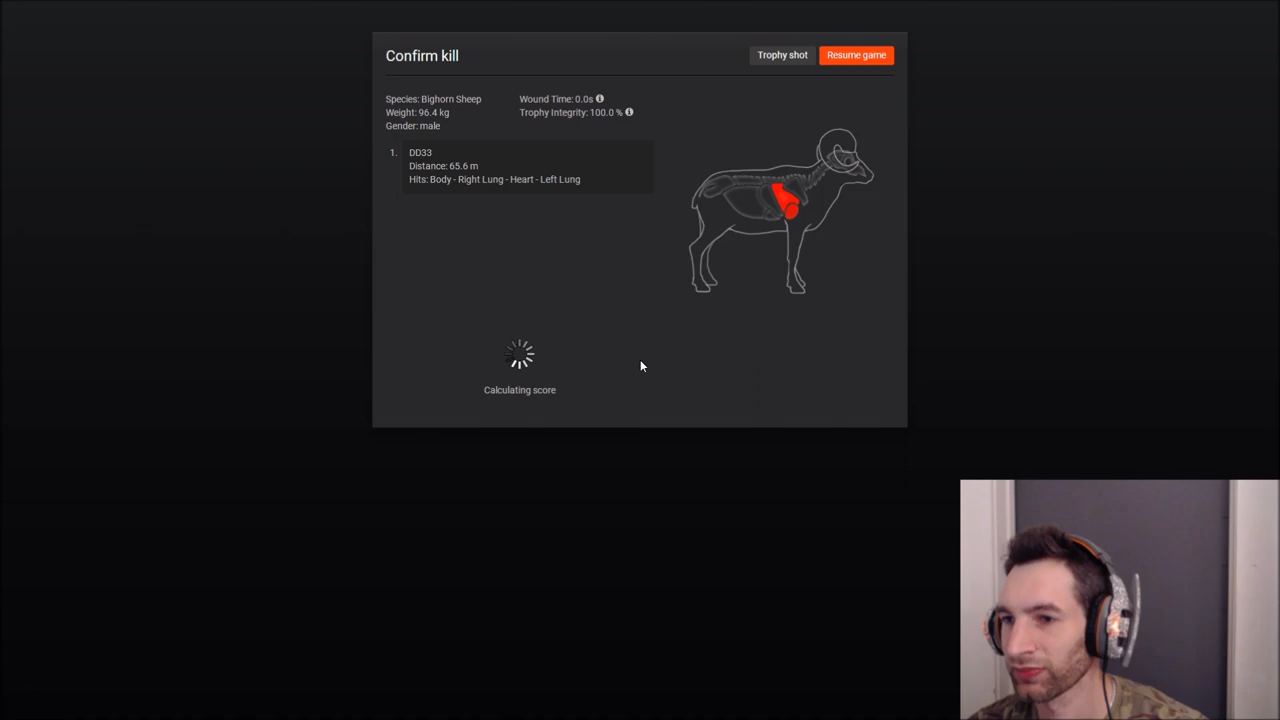 Confirm kill
Trophy shot
Resume game
Species: Bighorn Sheep
Weight: 96.4 kg
Gender: male
Wound Time: 0.0s
Trophy Integrity: 100.0 %
1.
DD33
Distance: 65.6 m
Hits: Body - Right Lung - Heart - Left Lung
Calculating score